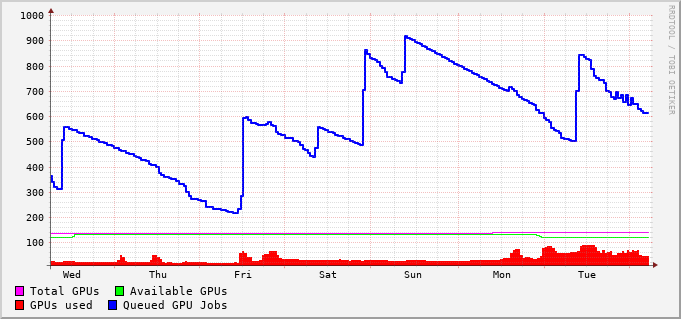 RRDTOOL / TOBI OETIKER
1000
900
800
700
600
500
400
300
200
100
Wed Thu Fri Sat Sun Mon Tue
Total GPUs Available GPUs
GPUs used Queued GPU Jobs